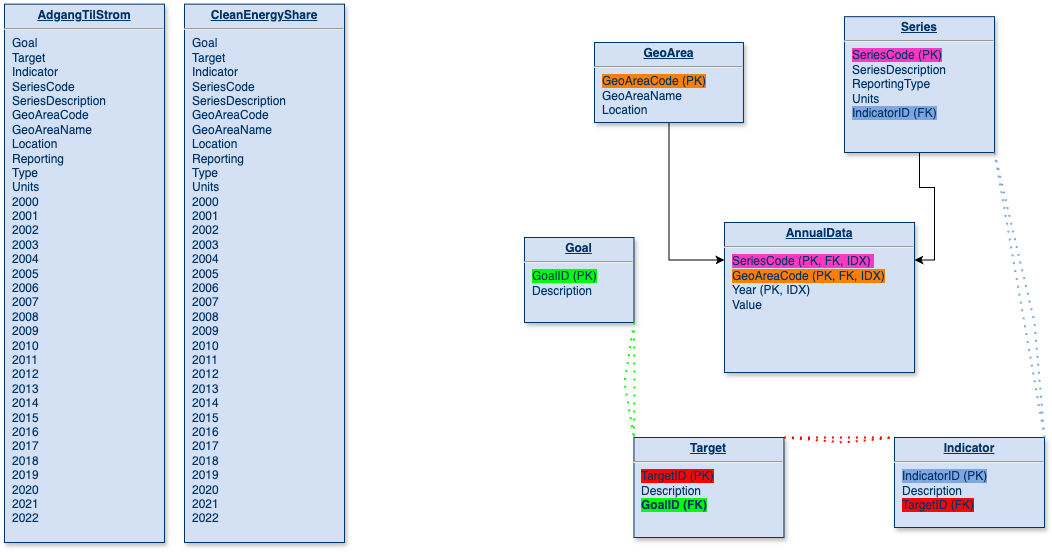 AdgangTilStrom
Goal
Target
Indicator
SeriesCode
SeriesDescription
GeoAreaCode
GeoAreaName
Location
Reporting
Type
Units
2000
2001
2002
2003
2004
2005
2006
2007
2008
2009
2010
2011
2012
2013
2014
2015
2016
2017
2018
2019
2020
2021
2022
CleanEnergyShare
Goal
Target
Indicator
SeriesCode
SeriesDescription
GeoAreaCode
GeoAreaName
Location
Reporting
Type
Units
2000
2001
2002
2003
2004
2005
2006
2007
2008
2009
2010
2011
2012
2013
2014
2015
2016
2017
2018
2019
2020
2021
2022
GeoArea
GeoAreaCode (PK)
GeoAreaName
Location
Series
SeriesCode (PK)
SeriesDescription
ReportingType
Units
IndicatorID (FK)
Goal
GoalID (PK)
Description
AnnualData
SeriesCode (PK, FK, IDX)
GeoAreaCode (PK, FK, IDX)
Year (PK, IDX)
Value
Target
TargetID (PK)
Description
GoalID (FK)
Indicator
IndicatorID (PK)
Description
TargetID (FK)